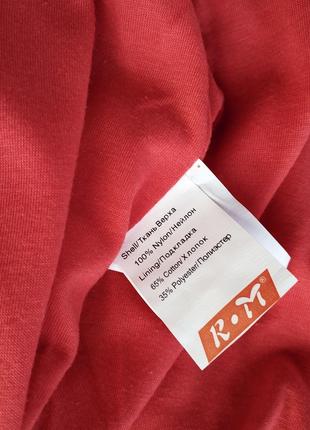 Shell/Ткань Верха
100% Nylon/Нейлон
Lining/Подкладка
65% Cotton/Хлопок
35% Polyester/Полиэстер
R•M